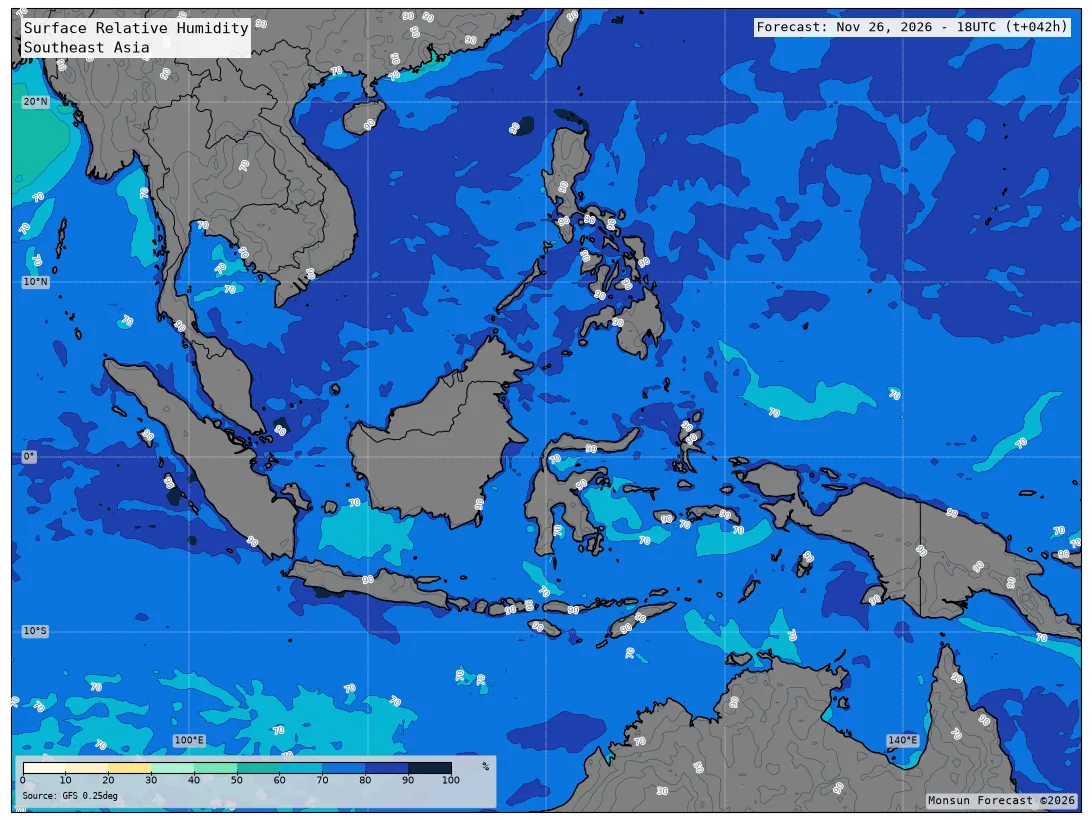 Surface Relative Humidity
Southeast Asia
Forecast: Nov 26, 2026 - 18UTC (t+042h)
20°N
10°N
0°
10°S
100°E
140°E
%
0 10 20 30 40 50 60 70 80 90 100
Source: GFS 0.25deg
Monsun Forecast ©2026